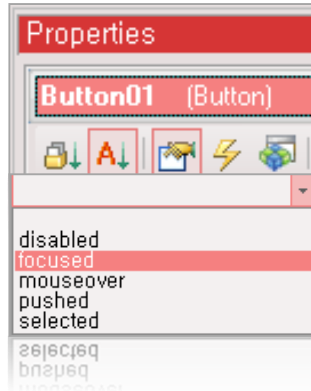 Properties
Button01 (Button)
disabled
focused
mouseover
pushed
selected